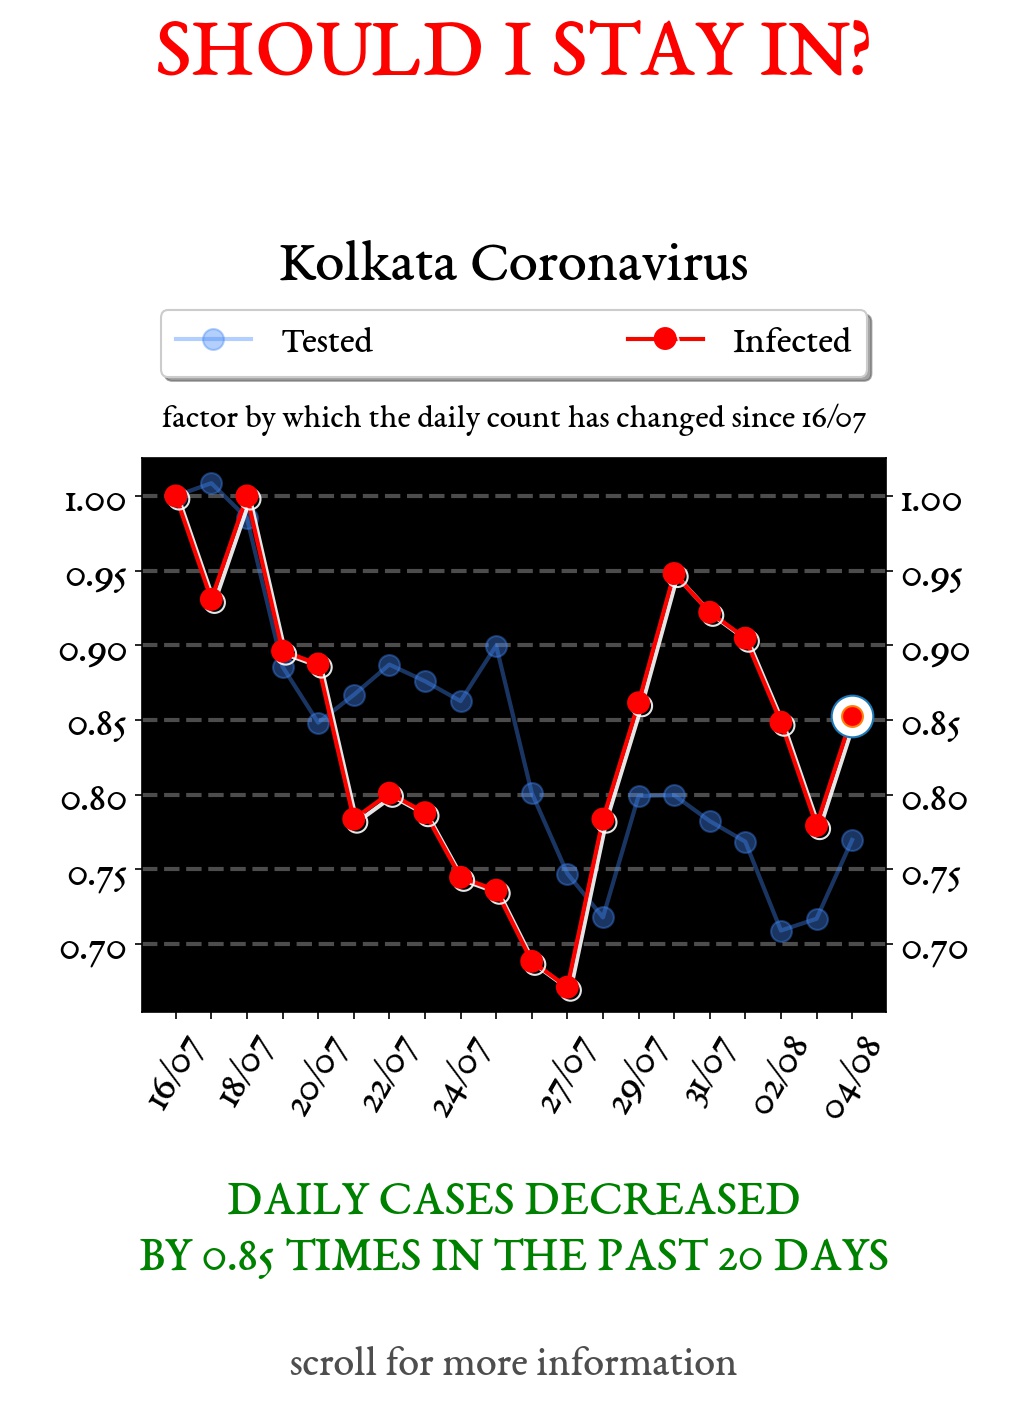 SHOULD I STAY IN?
Kolkata Coronavirus
Tested Infected
factor by which the daily count has changed since 16/07
1.00 1.00
0.95 0.95
0.90 0.90
0.85 0.85
0.80 0.80
0.75 0.75
0.70 0.70
16/07 18/07 20/07 22/07 24/07 27/07 29/07 31/07 02/08 04/08
DAILY CASES DECREASED
BY 0.85 TIMES IN THE PAST 20 DAYS
scroll for more information